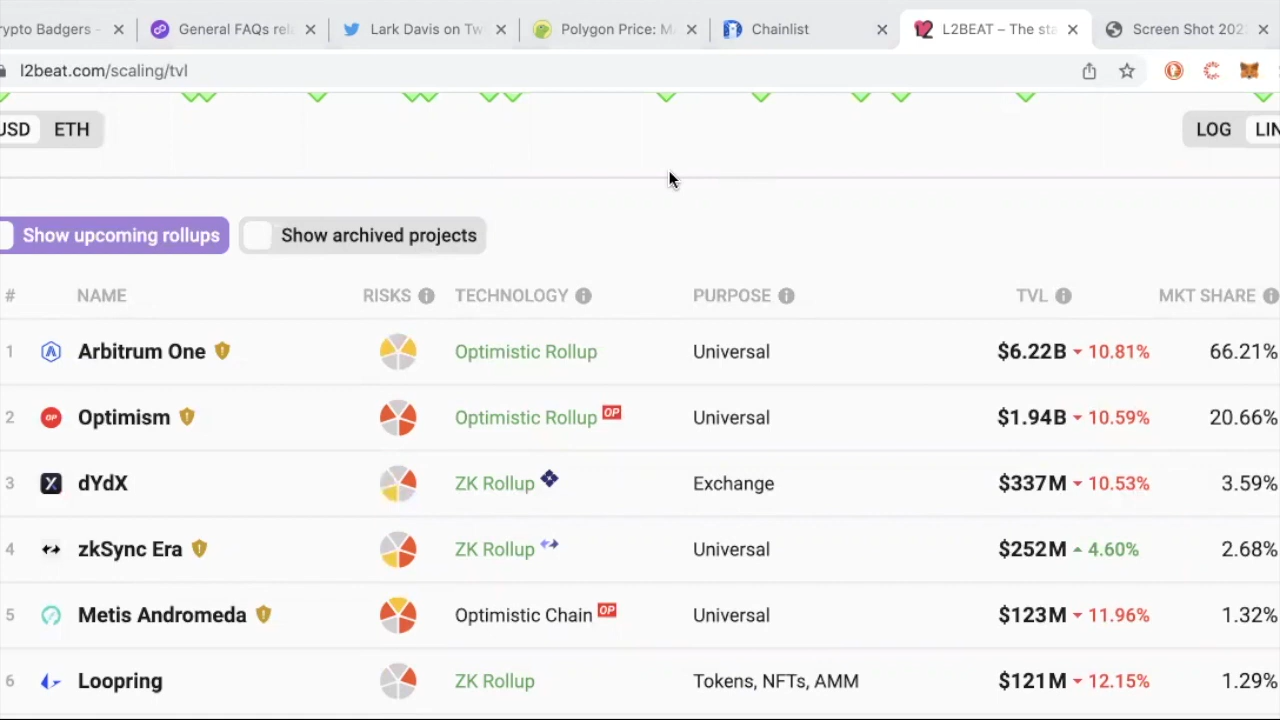 rypto Badgers - General FAQs rel Lark Davis on Tw Polygon Price: M Chainlist L2BEAT – The sta Screen Shot 202
l2beat.com/scaling/tvl
USD ETH LOG LIN
Show upcoming rollups Show archived projects
# NAME RISKS TECHNOLOGY PURPOSE TVL MKT SHARE
1 Arbitrum One Optimistic Rollup Universal $6.22B 10.81% 66.21%
2 OP Optimism Optimistic Rollup OP Universal $1.94B 10.59% 20.66%
3 dYdX ZK Rollup Exchange $337M 10.53% 3.59%
4 zkSync Era ZK Rollup Universal $252M 4.60% 2.68%
5 Metis Andromeda Optimistic Chain OP Universal $123M 11.96% 1.32%
6 Loopring ZK Rollup Tokens, NFTs, AMM $121M 12.15% 1.29%